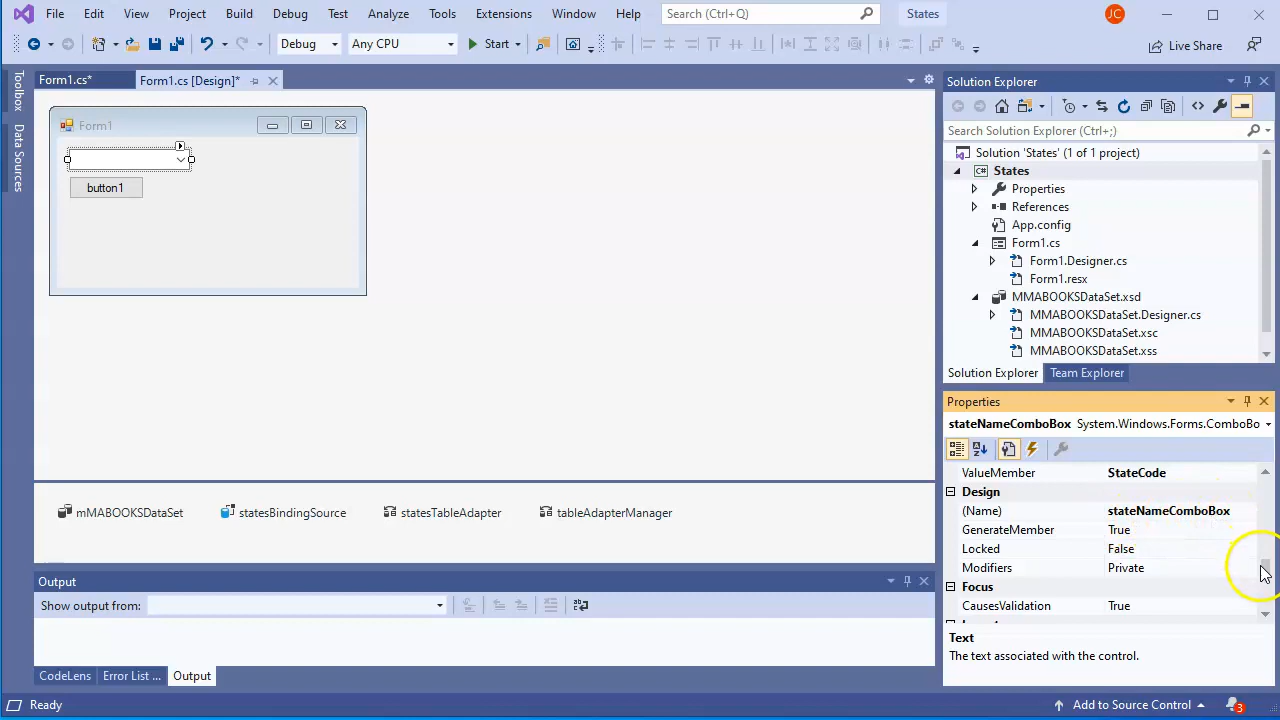 File Edit View Project Build Debug Test Analyze Tools Extensions Window Help Search (Ctrl+Q) States JC
Debug Any CPU Start Live Share
Toolbox
Data Sources
Form1.cs* Form1.cs [Design]*
Form1
button1
mMABOOKSDataSet statesBindingSource statesTableAdapter tableAdapterManager
Output
Show output from:
CodeLens Error List ... Output
Solution Explorer
Search Solution Explorer (Ctrl+;)
Solution 'States' (1 of 1 project)
C# States
Properties
References
App.config
Form1.cs
Form1.Designer.cs
Form1.resx
MMABOOKSDataSet.xsd
MMABOOKSDataSet.Designer.cs
MMABOOKSDataSet.xsc
MMABOOKSDataSet.xss
Solution Explorer Team Explorer
Properties
stateNameComboBox System.Windows.Forms.ComboBo
ValueMember StateCode
Design
(Name) stateNameComboBox
GenerateMember True
Locked False
Modifiers Private
Focus
CausesValidation True
Text
The text associated with the control.
Ready Add to Source Control 3